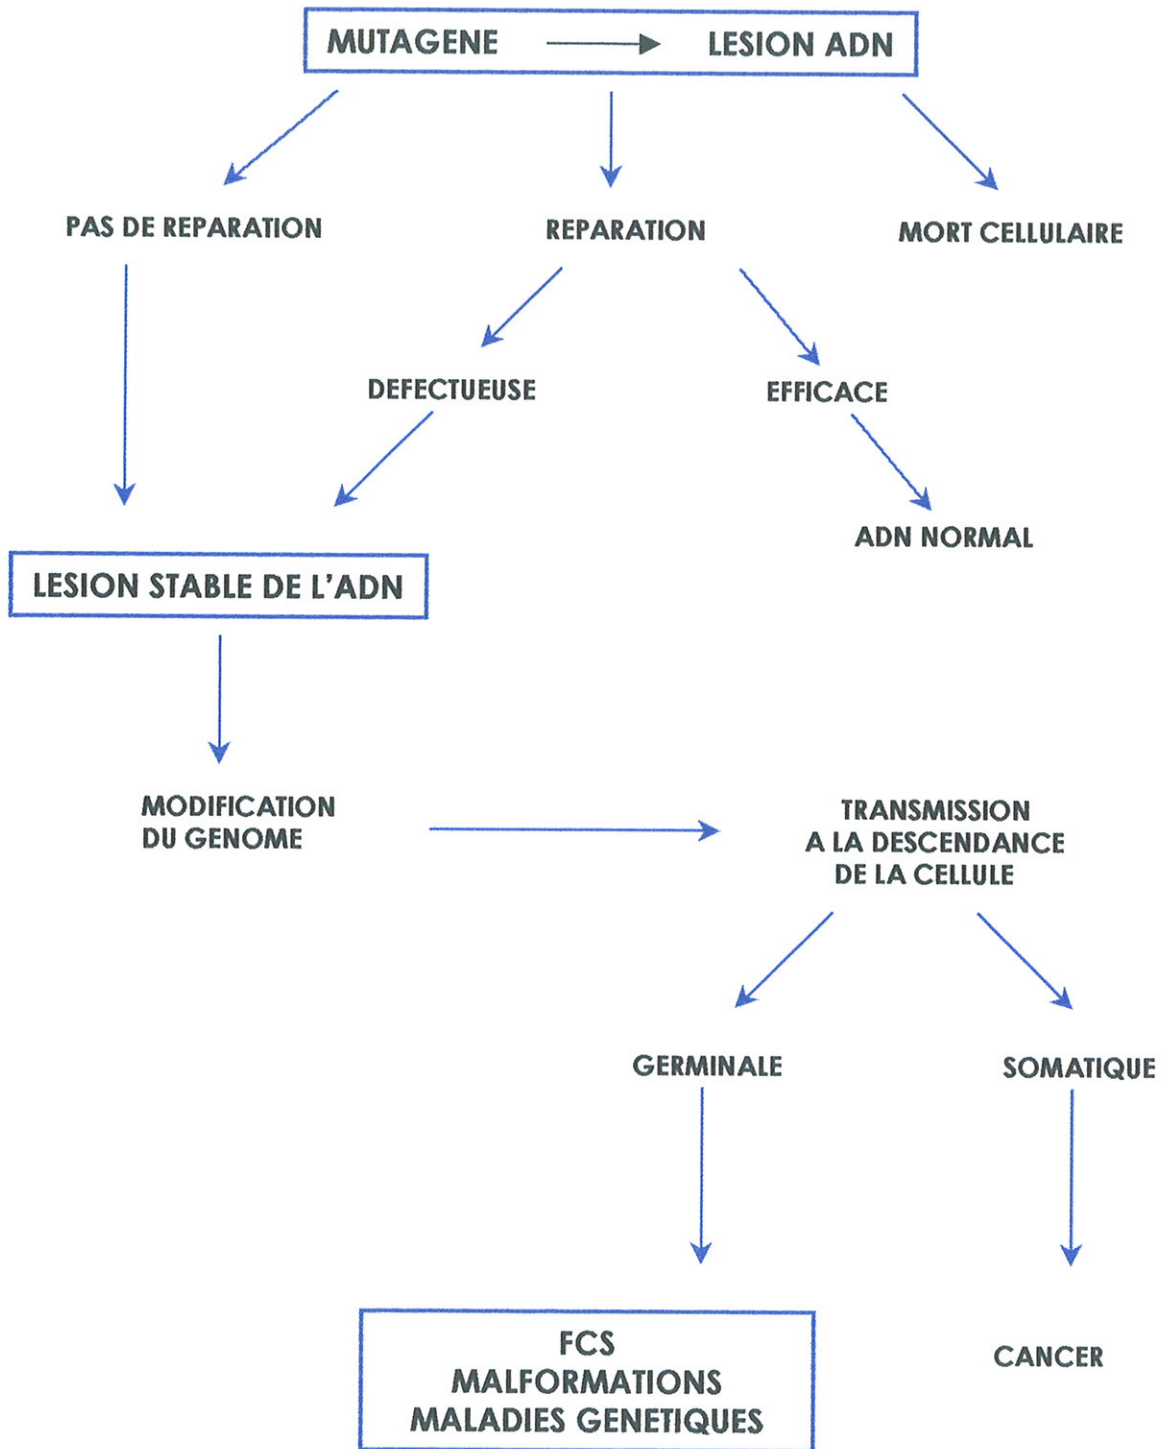 MUTAGENE LESION ADN
PAS DE REPARATION
REPARATION
MORT CELLULAIRE
DEFECTUEUSE
EFFICACE
ADN NORMAL
LESION STABLE DE L'ADN
MODIFICATION
DU GENOME
TRANSMISSION
A LA DESCENDANCE
DE LA CELLULE
GERMINALE
SOMATIQUE
FCS
MALFORMATIONS
MALADIES GENETIQUES
CANCER